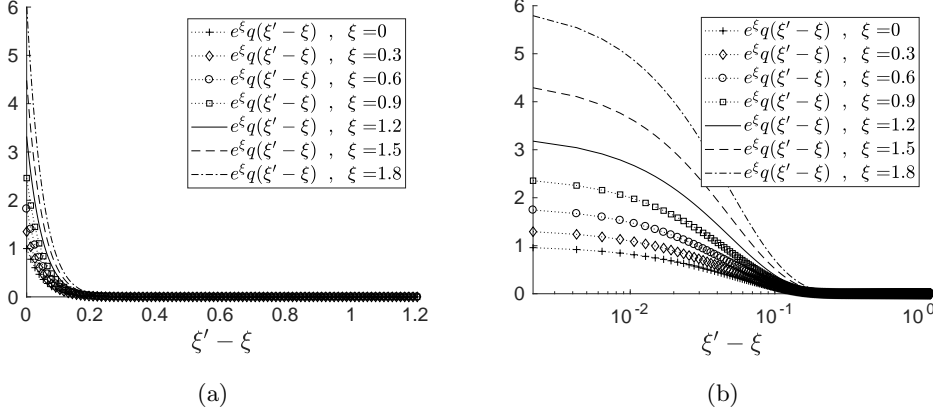 6
5
4
3
2
1
0
e^ξ q(ξ′ − ξ) , ξ =0
e^ξ q(ξ′ − ξ) , ξ =0.3
e^ξ q(ξ′ − ξ) , ξ =0.6
e^ξ q(ξ′ − ξ) , ξ =0.9
e^ξ q(ξ′ − ξ) , ξ =1.2
e^ξ q(ξ′ − ξ) , ξ =1.5
e^ξ q(ξ′ − ξ) , ξ =1.8
0 0.2 0.4 0.6 0.8 1 1.2
ξ′ − ξ
(a)
6
5
4
3
2
1
0
e^ξ q(ξ′ − ξ) , ξ =0
e^ξ q(ξ′ − ξ) , ξ =0.3
e^ξ q(ξ′ − ξ) , ξ =0.6
e^ξ q(ξ′ − ξ) , ξ =0.9
e^ξ q(ξ′ − ξ) , ξ =1.2
e^ξ q(ξ′ − ξ) , ξ =1.5
e^ξ q(ξ′ − ξ) , ξ =1.8
10^-2 10^-1 10^0
ξ′ − ξ
(b)